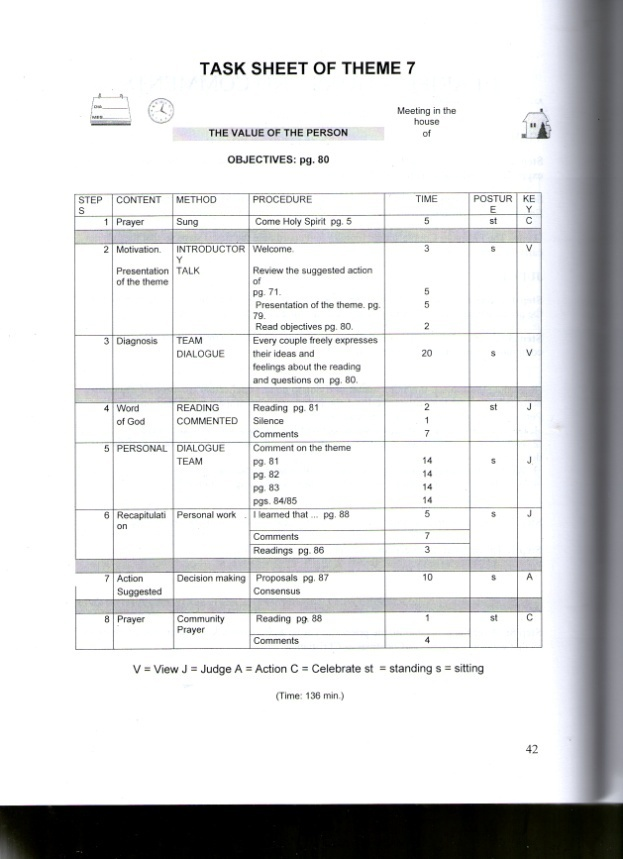 TASK SHEET OF THEME 7
Meeting in the
house
of
THE VALUE OF THE PERSON
OBJECTIVES: pg. 80
STEP CONTENT METHOD PROCEDURE TIME POSTUR KE
S E Y
1 Prayer Sung Come Holy Spirit pg. 5 5 st C
2 Motivation. INTRODUCTOR Welcome. 3 s V
Y
Presentation TALK Review the suggested action
of the theme of
pg. 71. 5
Presentation of the theme. pg. 5
79.
Read objectives pg. 80. 2
3 Diagnosis TEAM Every couple freely expresses
DIALOGUE their ideas and 20 s V
feelings about the reading
and questions on pg. 80.
4 Word READING Reading pg. 81 2 st J
of God COMMENTED Silence 1
Comments 7
5 PERSONAL DIALOGUE Comment on the theme
TEAM pg. 81 14 s J
pg. 82 14
pg. 83 14
pgs. 84/85 14
6 Recapitulati Personal work . I learned that ... pg. 88 5 s J
on
Comments 7
Readings pg. 86 3
7 Action Decision making Proposals pg. 87 10 s A
Suggested Consensus
8 Prayer Community Reading pg. 88 1 st C
Prayer
Comments 4
V = View J = Judge A = Action C = Celebrate st = standing s = sitting
(Time: 136 min.)
42